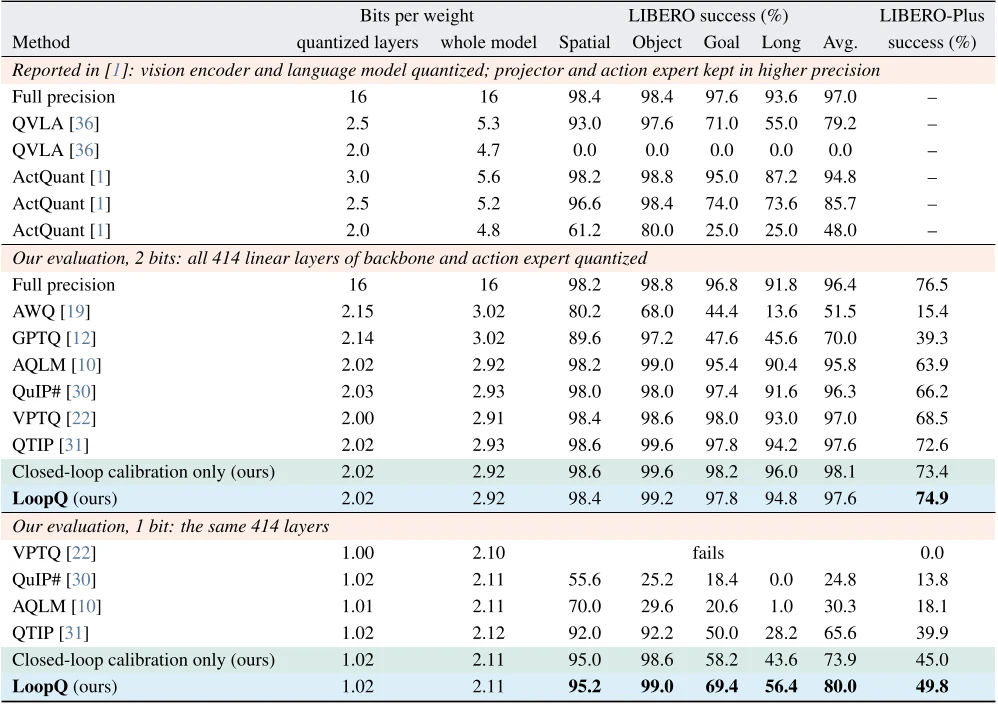 Bits per weight LIBERO success (%) LIBERO-Plus
Method quantized layers whole model Spatial Object Goal Long Avg. success (%)
Reported in [1]: vision encoder and language model quantized; projector and action expert kept in higher precision
Full precision 16 16 98.4 98.4 97.6 93.6 97.0 –
QVLA [36] 2.5 5.3 93.0 97.6 71.0 55.0 79.2 –
QVLA [36] 2.0 4.7 0.0 0.0 0.0 0.0 0.0 –
ActQuant [1] 3.0 5.6 98.2 98.8 95.0 87.2 94.8 –
ActQuant [1] 2.5 5.2 96.6 98.4 74.0 73.6 85.7 –
ActQuant [1] 2.0 4.8 61.2 80.0 25.0 25.0 48.0 –
Our evaluation, 2 bits: all 414 linear layers of backbone and action expert quantized
Full precision 16 16 98.2 98.8 96.8 91.8 96.4 76.5
AWQ [19] 2.15 3.02 80.2 68.0 44.4 13.6 51.5 15.4
GPTQ [12] 2.14 3.02 89.6 97.2 47.6 45.6 70.0 39.3
AQLM [10] 2.02 2.92 98.2 99.0 95.4 90.4 95.8 63.9
QuIP# [30] 2.03 2.93 98.0 98.0 97.4 91.6 96.3 66.2
VPTQ [22] 2.00 2.91 98.4 98.6 98.0 93.0 97.0 68.5
QTIP [31] 2.02 2.93 98.6 99.6 97.8 94.2 97.6 72.6
Closed-loop calibration only (ours) 2.02 2.92 98.6 99.6 98.2 96.0 98.1 73.4
LoopQ (ours) 2.02 2.92 98.4 99.2 97.8 94.8 97.6 74.9
Our evaluation, 1 bit: the same 414 layers
VPTQ [22] 1.00 2.10 fails 0.0
QuIP# [30] 1.02 2.11 55.6 25.2 18.4 0.0 24.8 13.8
AQLM [10] 1.01 2.11 70.0 29.6 20.6 1.0 30.3 18.1
QTIP [31] 1.02 2.12 92.0 92.2 50.0 28.2 65.6 39.9
Closed-loop calibration only (ours) 1.02 2.11 95.0 98.6 58.2 43.6 73.9 45.0
LoopQ (ours) 1.02 2.11 95.2 99.0 69.4 56.4 80.0 49.8